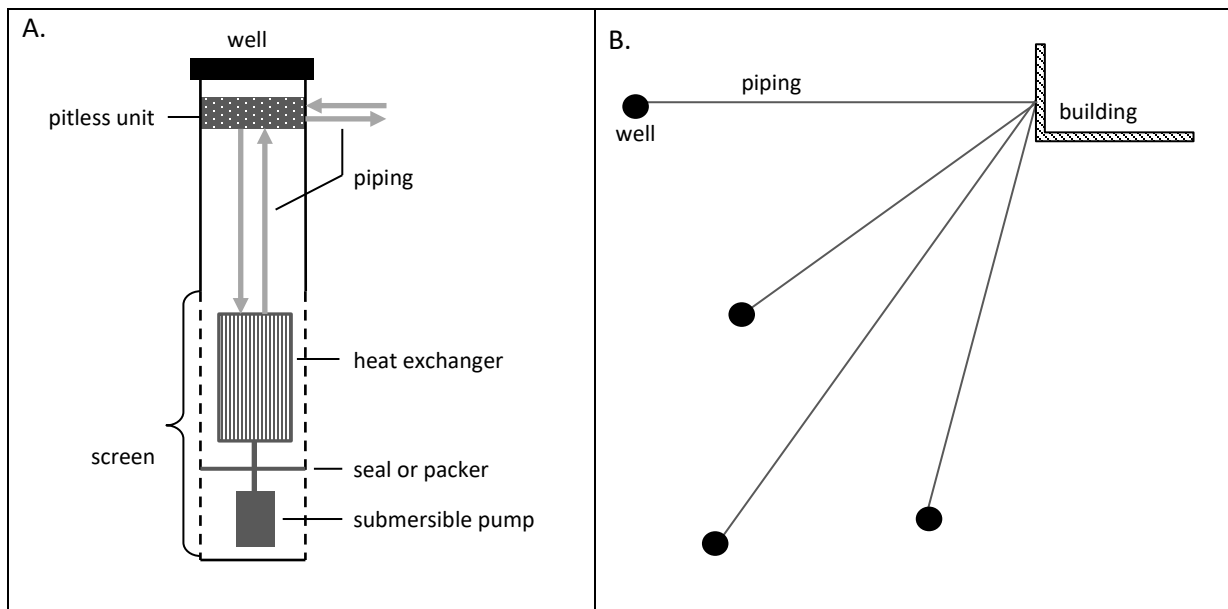 A.
well
pitless unit
piping
heat exchanger
screen
seal or packer
submersible pump
B.
piping
building
well